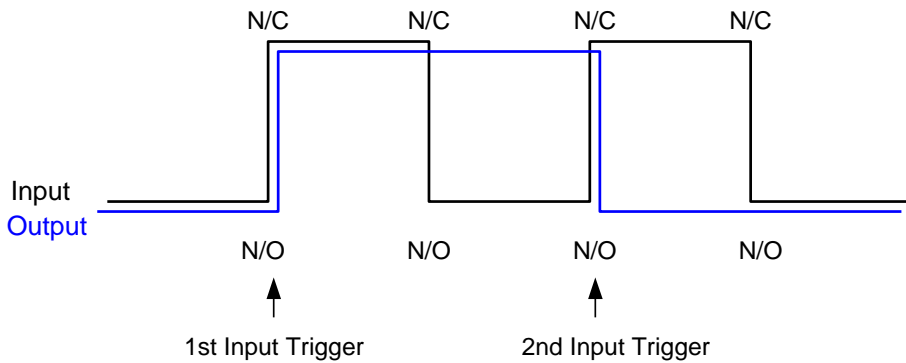 N/C N/C N/C N/C
Input
Output
N/O N/O N/O N/O
1st Input Trigger 2nd Input Trigger